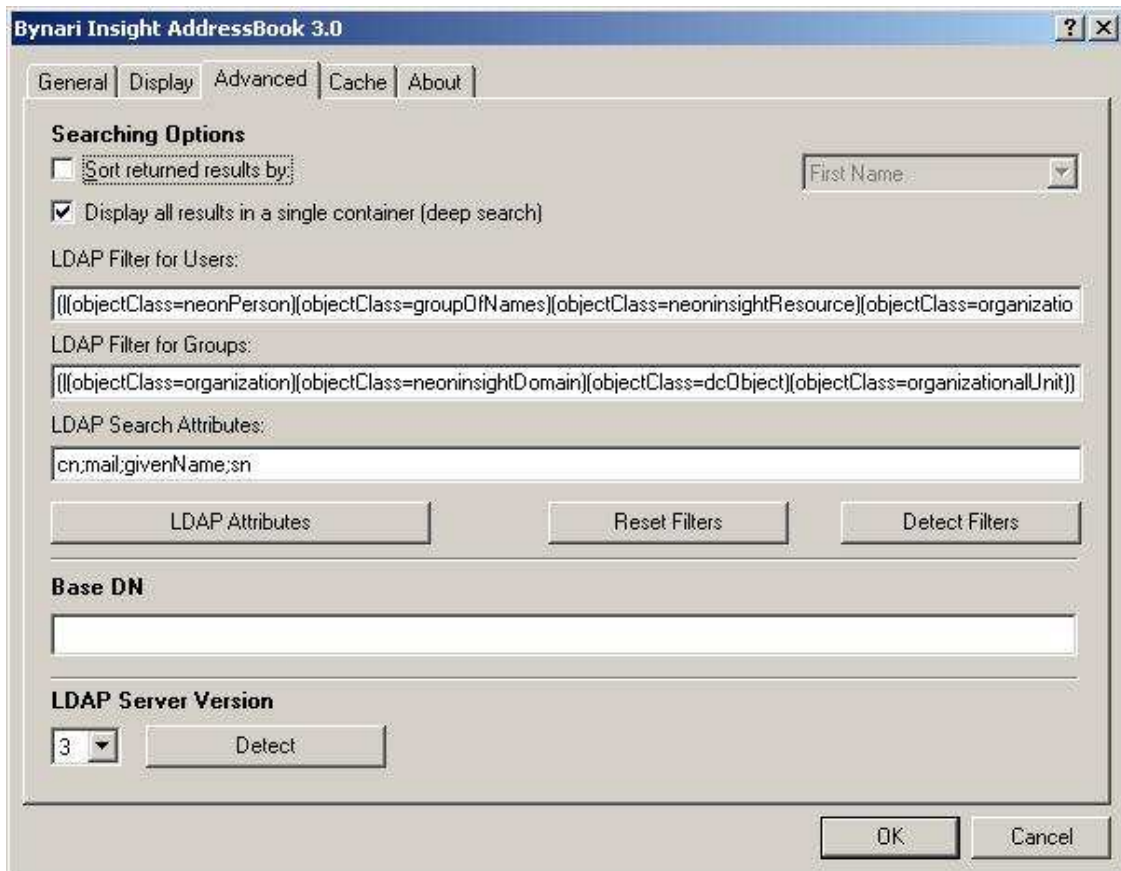 Bynari Insight AddressBook 3.0
General Display Advanced Cache About
Searching Options
Sort returned results by:
First Name
Display all results in a single container (deep search)
LDAP Filter for Users:
(|(objectClass=neonPerson)(objectClass=groupOfNames)(objectClass=neoninsightResource)(objectClass=organizatio
LDAP Filter for Groups:
(|(objectClass=organization)(objectClass=neoninsightDomain)(objectClass=dcObject)(objectClass=organizationalUnit))
LDAP Search Attributes:
cn;mail;givenName;sn
LDAP Attributes Reset Filters Detect Filters
Base DN
LDAP Server Version
3 Detect
OK Cancel